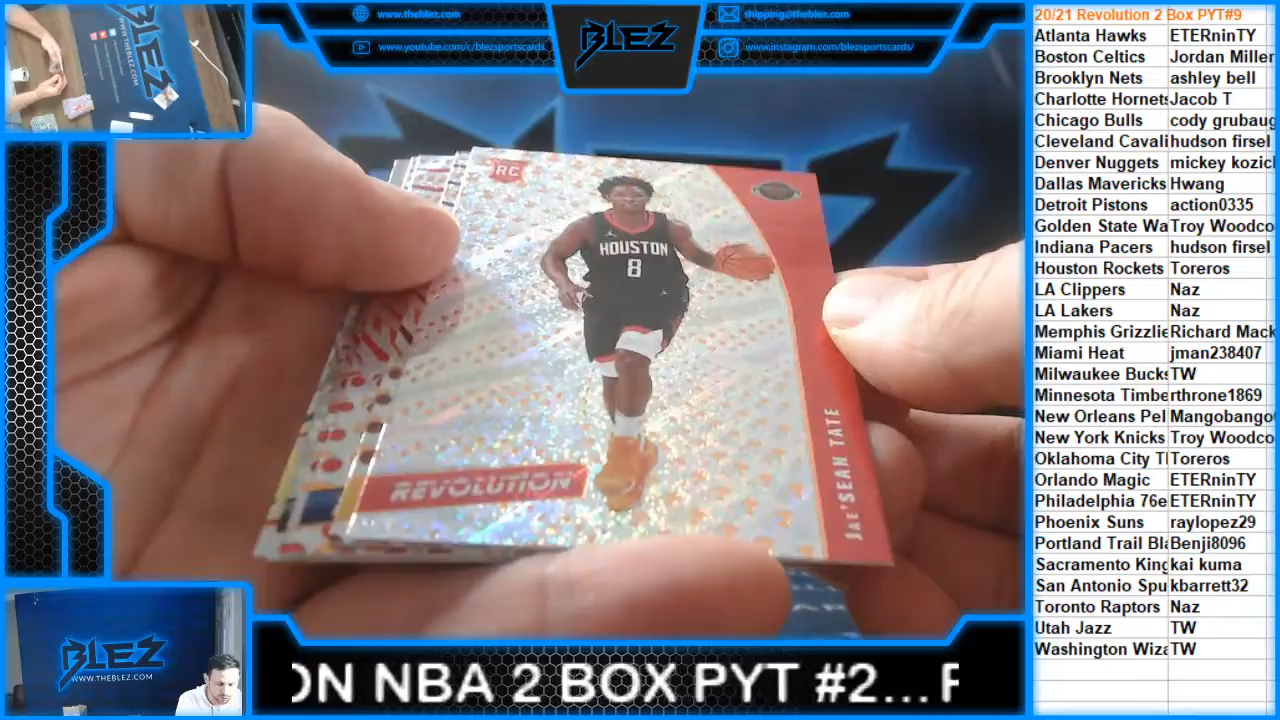 www.theblez.com
www.youtube.com/c/blezsportscards
BLEZ
shipping@theblez.com
www.instagram.com/blezsportscards/
BLEZ
WWW.THEBLEZ.COM
RC
HOUSTON
8
REVOLUTION
JAE'SEAN TATE
BLEZ
WWW.THEBLEZ.COM
ON NBA 2 BOX PYT #2... F
20/21 Revolution 2 Box PYT#9
Atlanta Hawks ETERninTY
Boston Celtics Jordan Miller
Brooklyn Nets ashley bell
Charlotte Hornets Jacob T
Chicago Bulls cody grubaug
Cleveland Cavali hudson firsel
Denver Nuggets mickey kozic
Dallas Mavericks Hwang
Detroit Pistons action0335
Golden State Wa Troy Woodco
Indiana Pacers hudson firsel
Houston Rockets Toreros
LA Clippers Naz
LA Lakers Naz
Memphis Grizzlie Richard Mack
Miami Heat jman238407
Milwaukee Bucks TW
Minnesota Timbe rthrone1869
New Orleans Pel Mangobango
New York Knicks Troy Woodco
Oklahoma City T Toreros
Orlando Magic ETERninTY
Philadelphia 76e ETERninTY
Phoenix Suns raylopez29
Portland Trail Bla Benji8096
Sacramento King kai kuma
San Antonio Spu kbarrett32
Toronto Raptors Naz
Utah Jazz TW
Washington Wiza TW